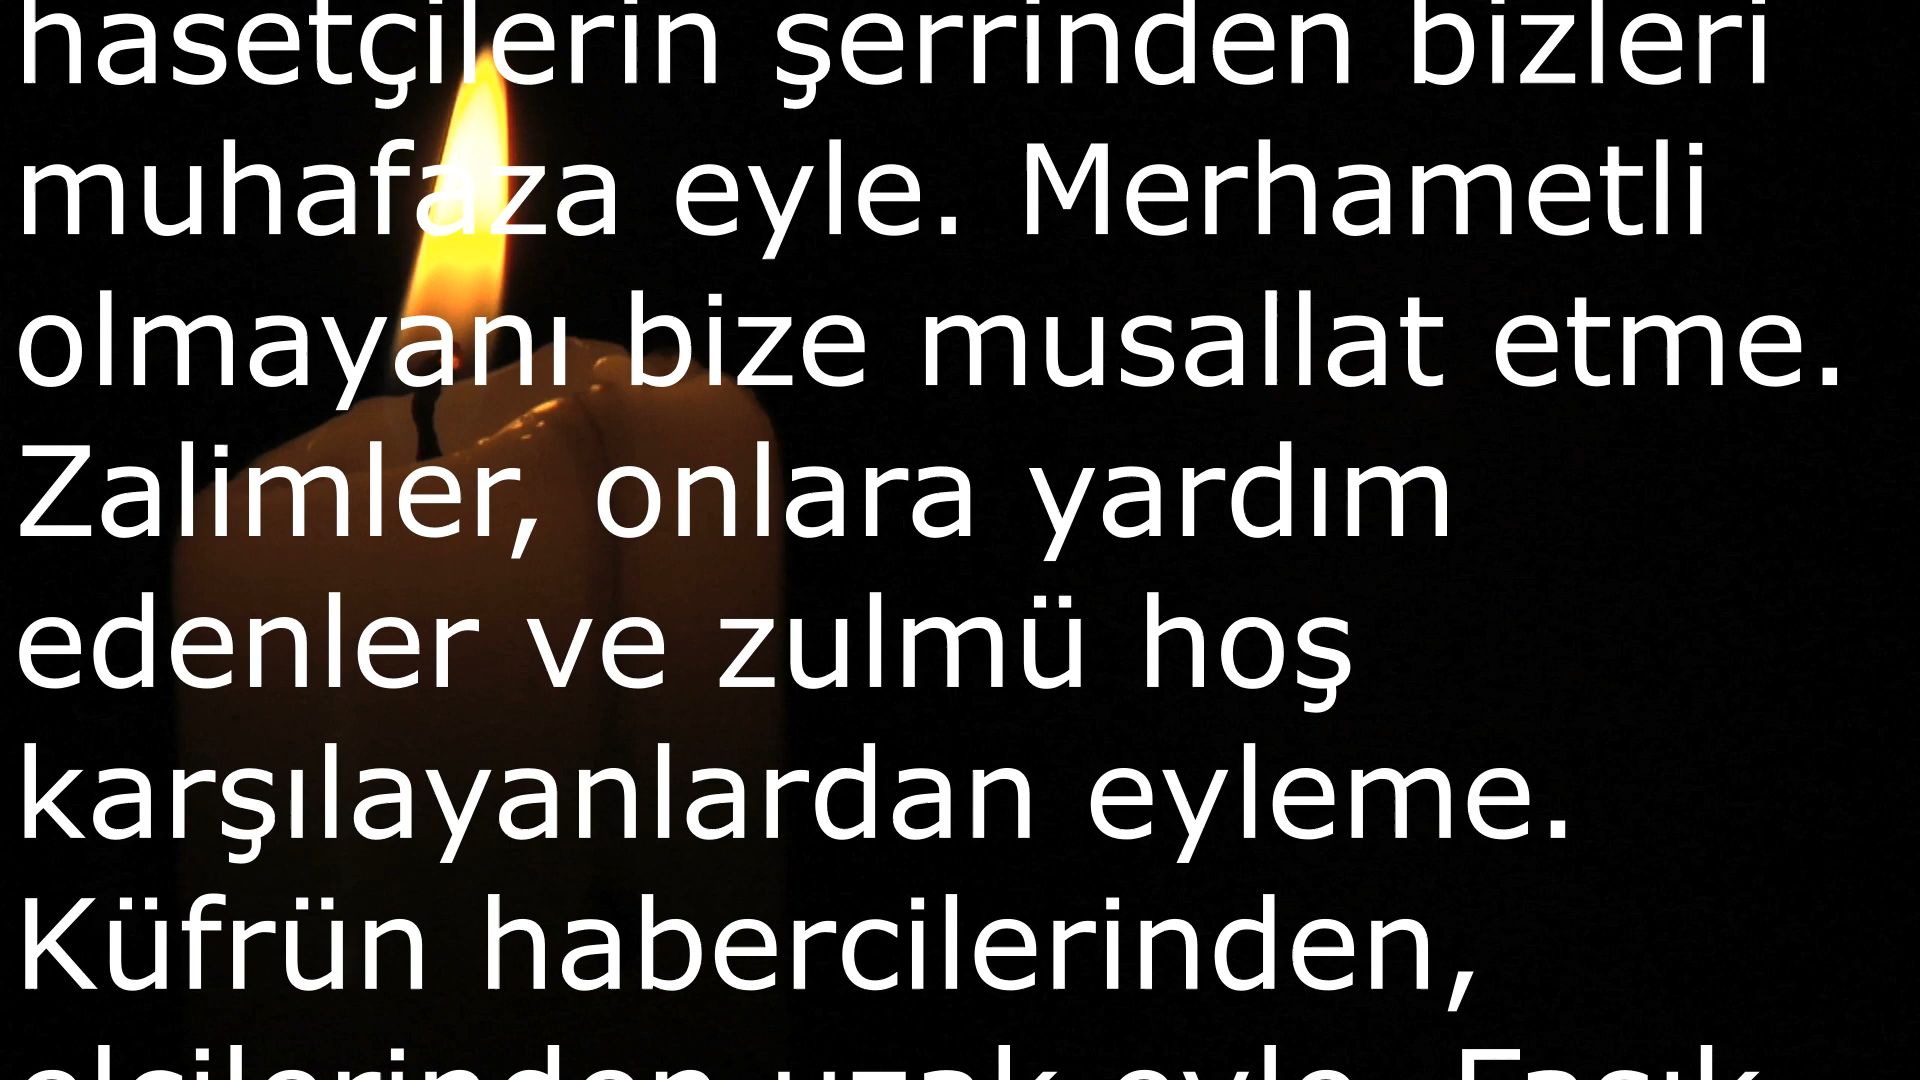 hasetçilerin şerrinden bizleri
muhafaza eyle. Merhametli
olmayanı bize musallat etme.
Zalimler, onlara yardım
edenler ve zulmü hoş
karşılayanlardan eyleme.
Küfrün habercilerinden,
elçilerinden uzak eyle. Fasık